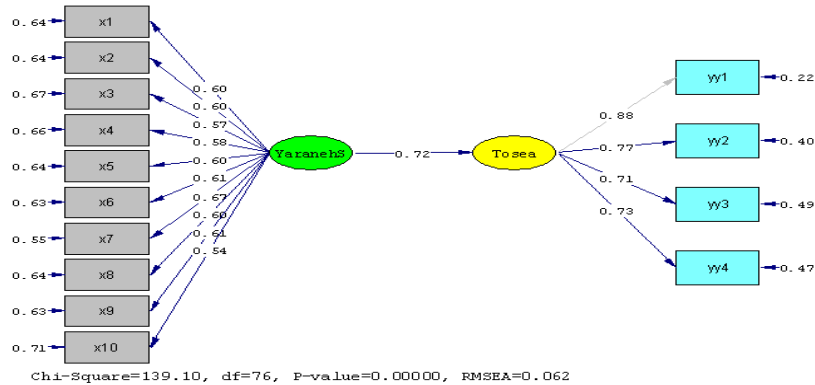 0.64 x1
0.64 x2
0.67 x3
0.66 x4
0.64 x5
0.63 x6
0.55 x7
0.64 x8
0.63 x9
0.71 x10
0.60
0.60
0.57
0.58
0.60
0.61
0.67
0.60
0.61
0.54
YaranehS
0.72
Tosea
0.88
0.77
0.71
0.73
yy1 0.22
yy2 0.40
yy3 0.49
yy4 0.47
Chi-Square=139.10, df=76, P-value=0.00000, RMSEA=0.062